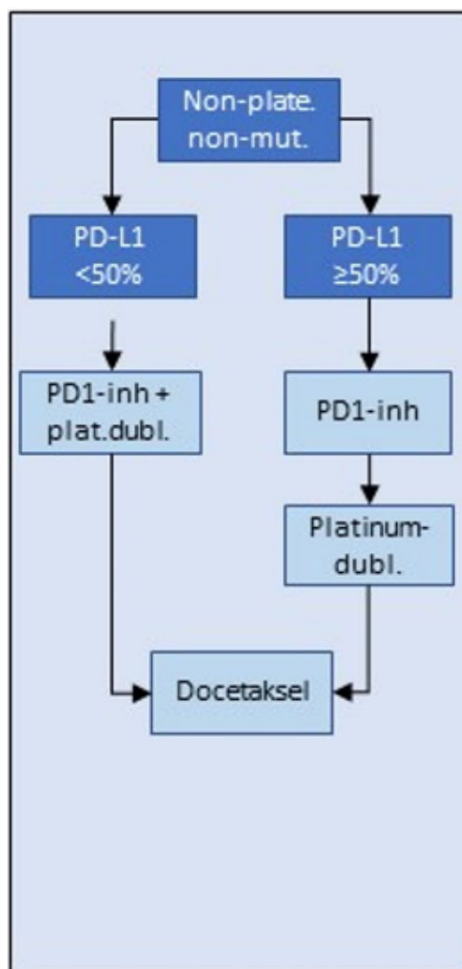 Non-plate.
non-mut.
PD-L1
<50%
PD-L1
≥50%
PD1-inh +
plat.dubl.
PD1-inh
Platinum-
dubl.
Docetaksel